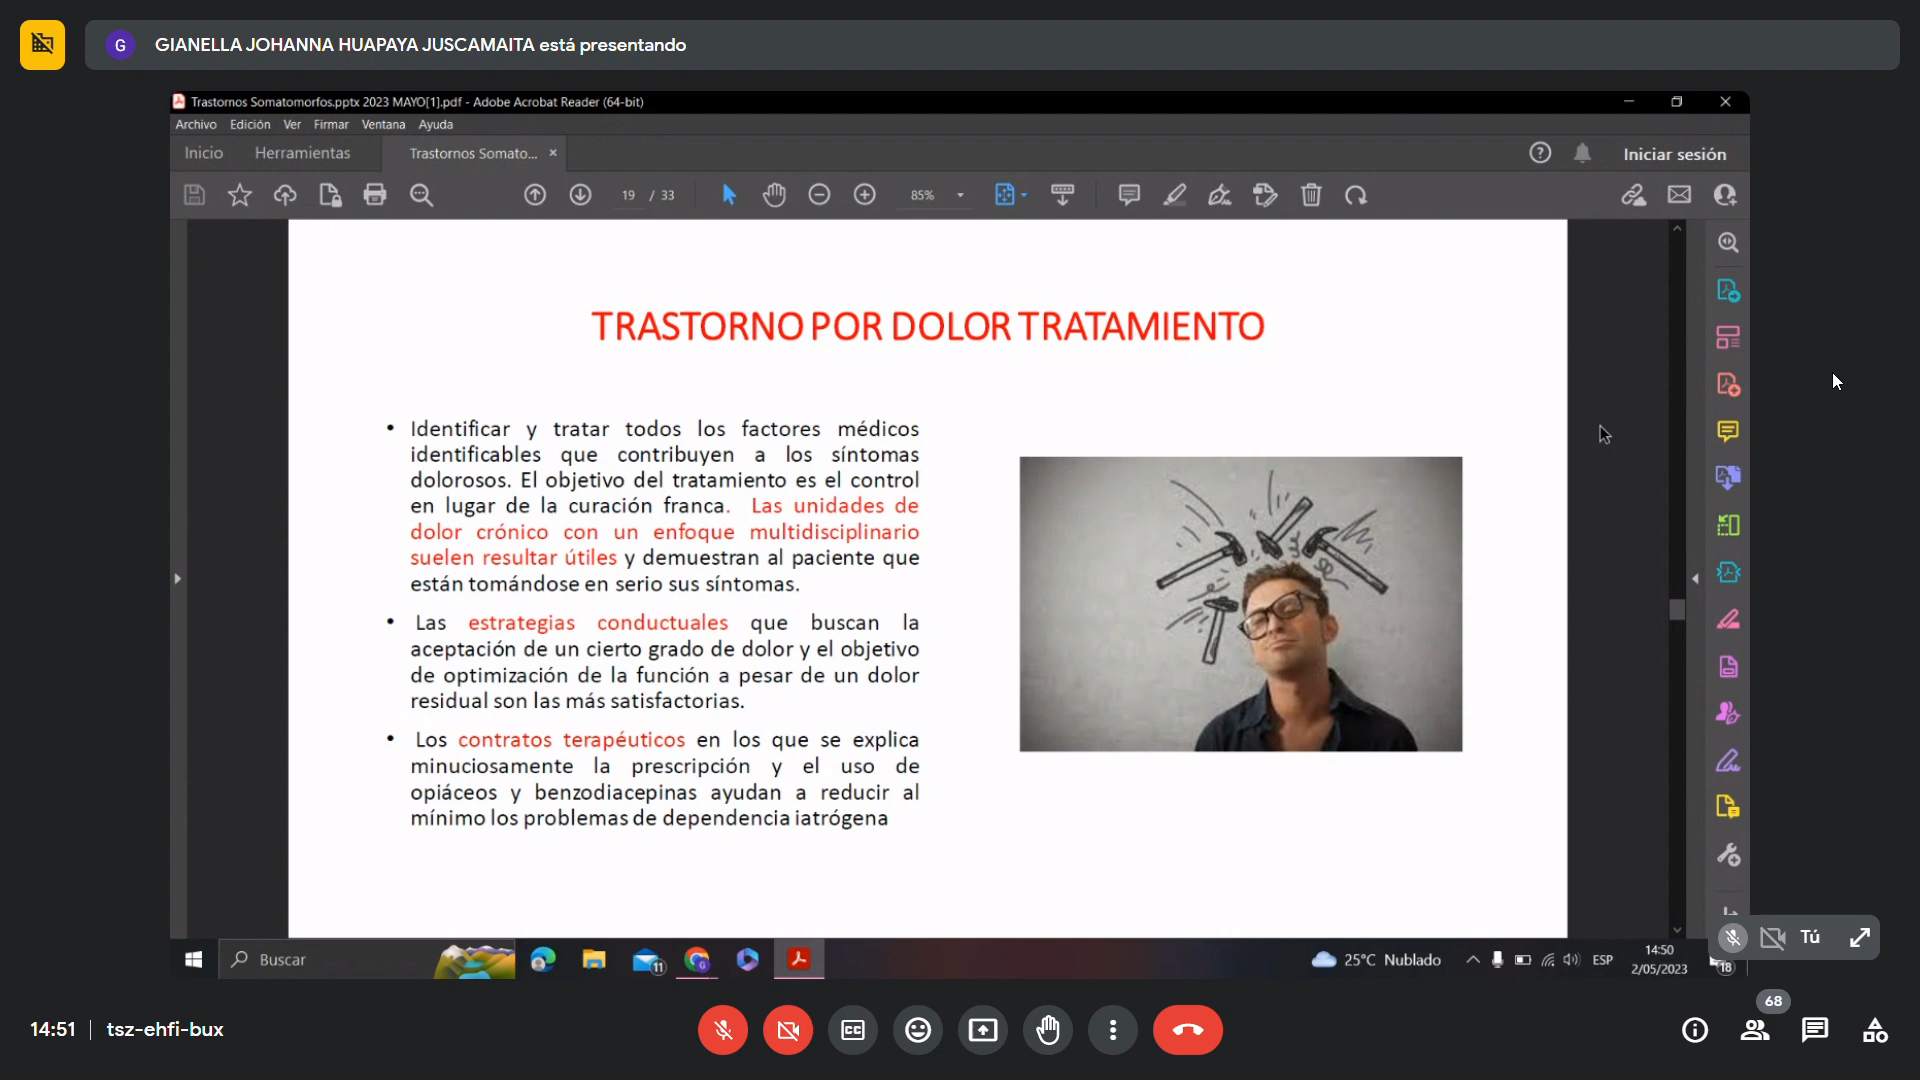 G GIANELLA JOHANNA HUAPAYA JUSCAMAITA está presentando
Trastornos Somatomorfos.pptx 2023 MAYO[1].pdf - Adobe Acrobat Reader (64-bit)
Archivo Edición Ver Firmar Ventana Ayuda
Inicio Herramientas Trastornos Somato... × Iniciar sesión
19 / 33 85%
TRASTORNO POR DOLOR TRATAMIENTO
• Identificar y tratar todos los factores médicos
identificables que contribuyen a los síntomas
dolorosos. El objetivo del tratamiento es el control
en lugar de la curación franca. Las unidades de
dolor crónico con un enfoque multidisciplinario
suelen resultar útiles y demuestran al paciente que
están tomándose en serio sus síntomas.
• Las estrategias conductuales que buscan la
aceptación de un cierto grado de dolor y el objetivo
de optimización de la función a pesar de un dolor
residual son las más satisfactorias.
• Los contratos terapéuticos en los que se explica
minuciosamente la prescripción y el uso de
opiáceos y benzodiacepinas ayudan a reducir al
mínimo los problemas de dependencia iatrógena
Tú
Buscar 11 G 25°C Nublado ESP 14:50
2/05/2023 18
68
14:51 | tsz-ehfi-bux CC